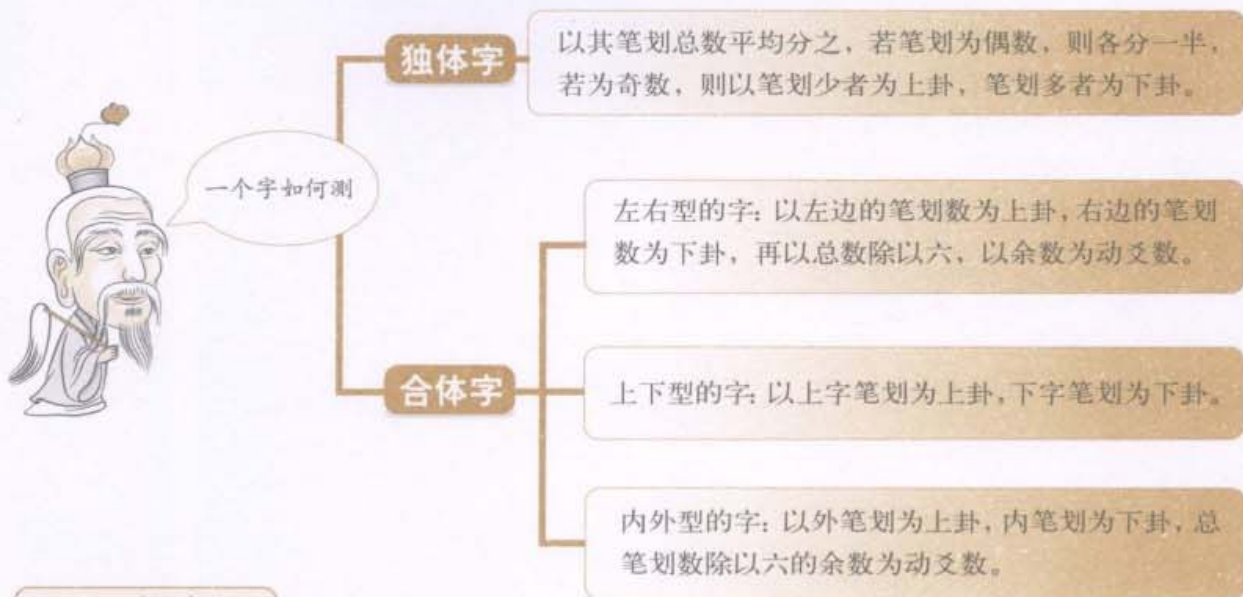 一个字如何测
独体字
以其笔划总数平均分之，若笔划为偶数，则各分一半，
若为奇数，则以笔划少者为上卦，笔划多者为下卦。
合体字
左右型的字：以左边的笔划数为上卦，右边的笔划
数为下卦，再以总数除以六，以余数为动爻数。
上下型的字：以上字笔划为上卦，下字笔划为下卦。
内外型的字：以外笔划为上卦，内笔划为下卦，总
笔划数除以六的余数为动爻数。